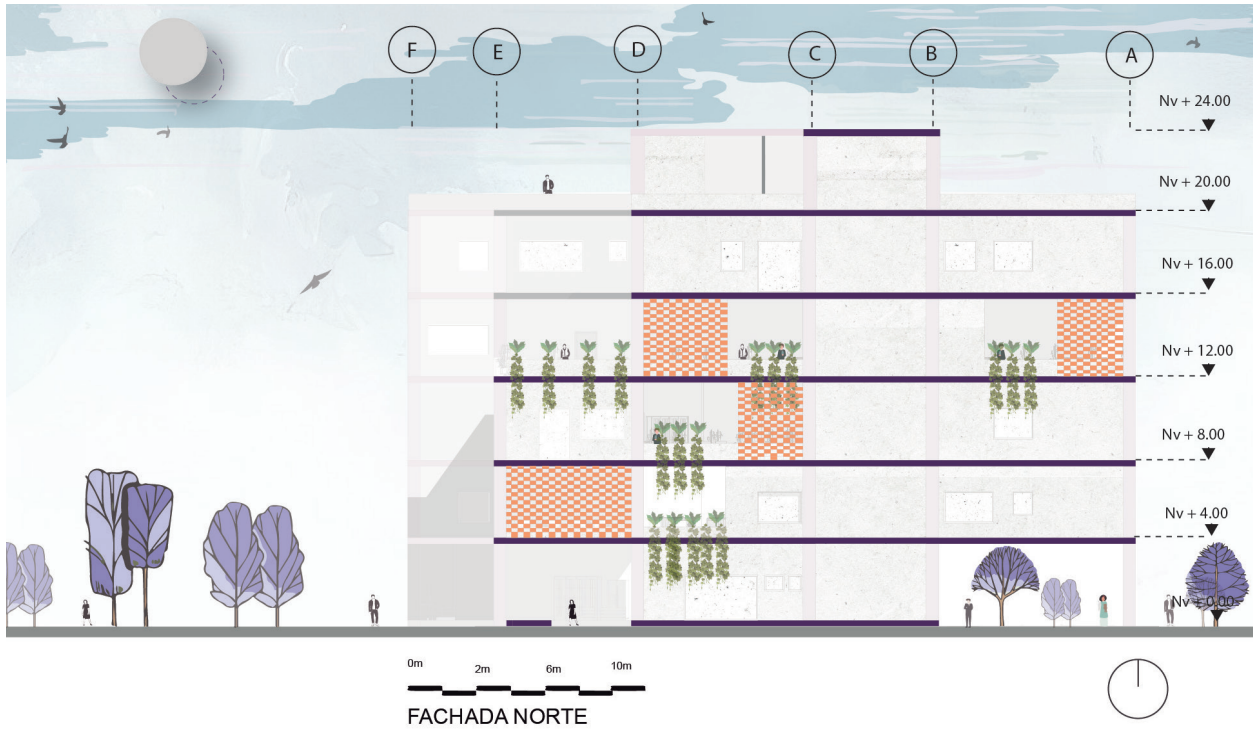 F E D C B A
Nv + 24.00
Nv + 20.00
Nv + 16.00
Nv + 12.00
Nv + 8.00
Nv + 4.00
Nv + 0.00
0m 2m 6m 10m
FACHADA NORTE